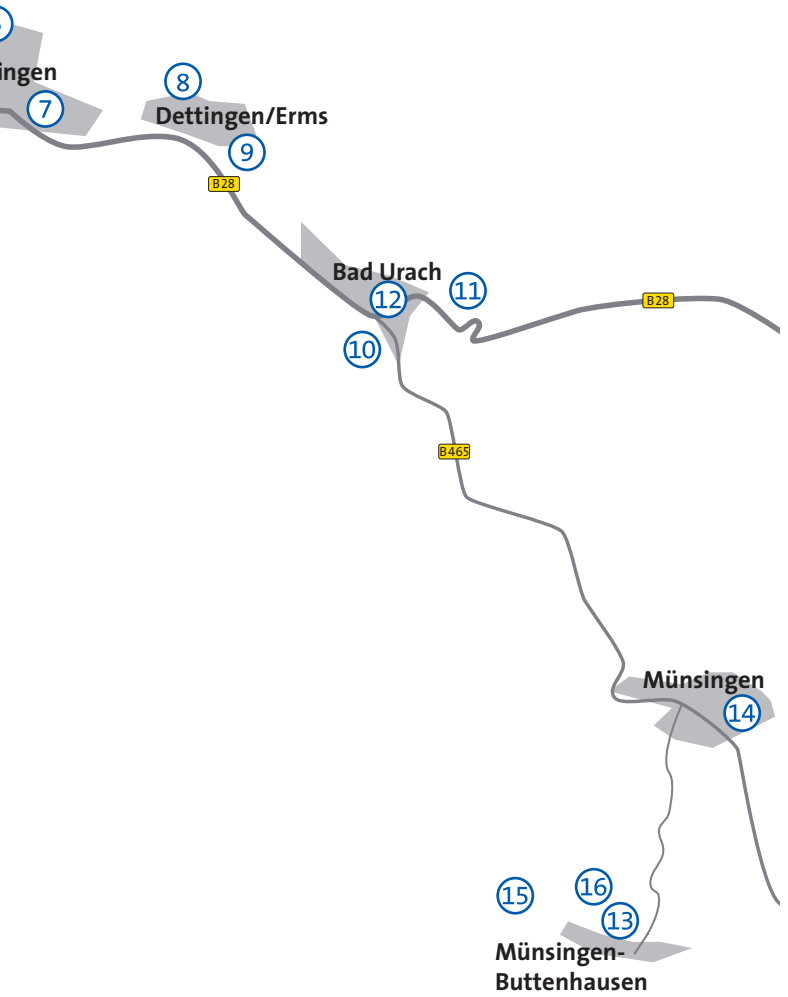 ingen
7
8
Dettingen/Erms
9
B28
Bad Urach
11
12
B28
10
B465
Münsingen
14
16
15
13
Münsingen-
Buttenhausen